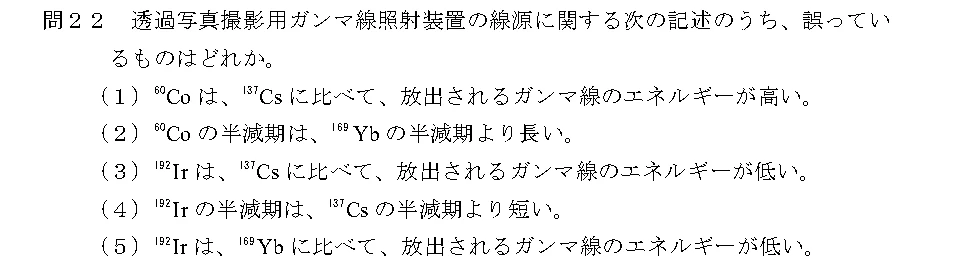 問22　透過写真撮影用ガンマ線照射装置の線源に関する次の記述のうち、誤ってい
るものはどれか。
（1）⁶⁰Coは、¹³⁷Csに比べて、放出されるガンマ線のエネルギーが高い。
（2）⁶⁰Coの半減期は、¹⁶⁹Ybの半減期より長い。
（3）¹⁹²Irは、¹³⁷Csに比べて、放出されるガンマ線のエネルギーが低い。
（4）¹⁹²Irの半減期は、¹³⁷Csの半減期より短い。
（5）¹⁹²Irは、¹⁶⁹Ybに比べて、放出されるガンマ線のエネルギーが低い。